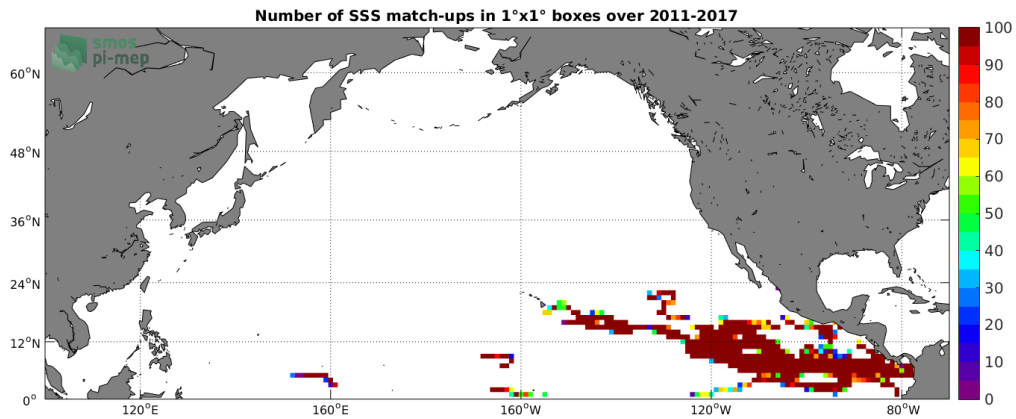 Number of SSS match-ups in 1°x1° boxes over 2011-2017
smos
pi-mep
60°N
48°N
36°N
24°N
12°N
0°
120°E
160°E
160°W
120°W
80°W
100
90
80
70
60
50
40
30
20
10
0